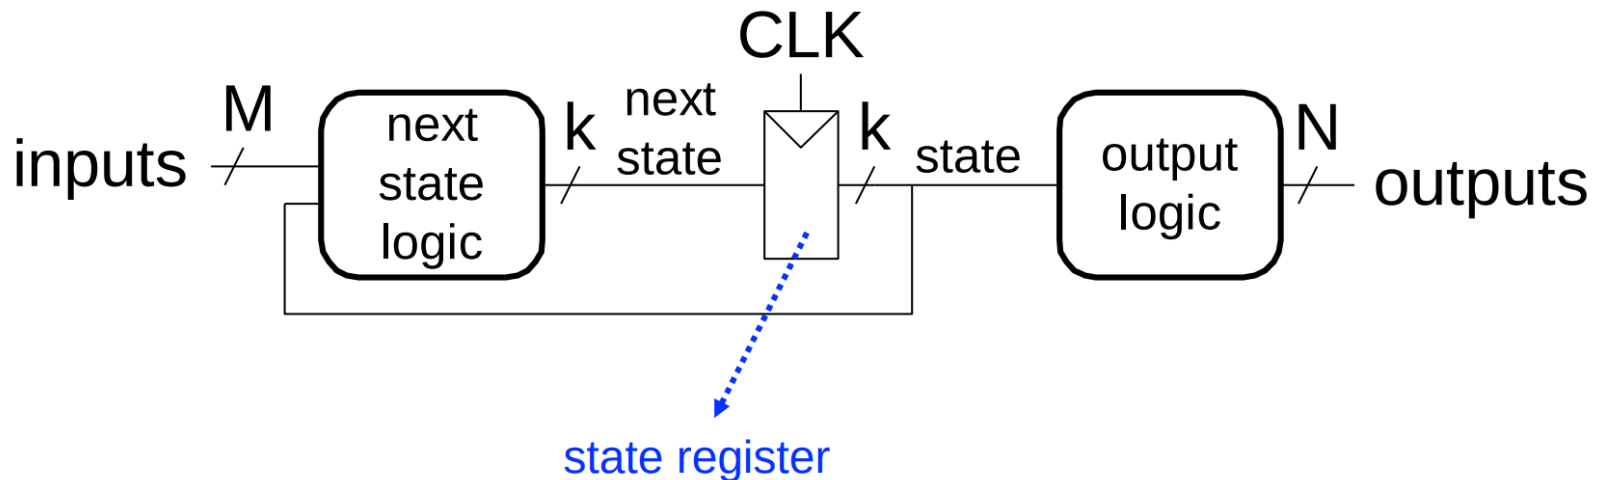 CLK
M
next
state
logic
k
next
state
k
state
output
logic
N
inputs
outputs
state register